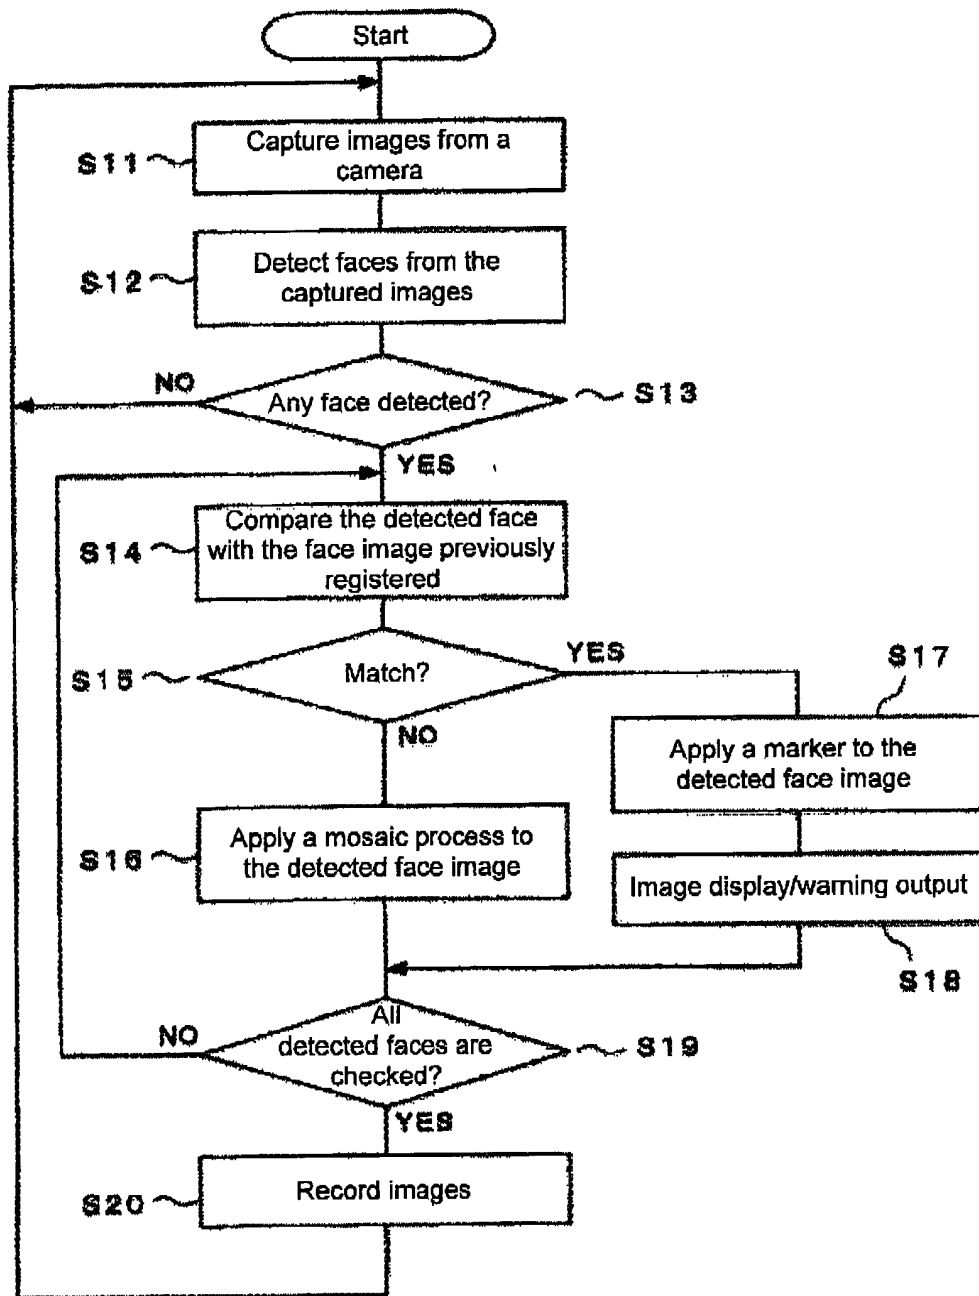 Start
S11
Capture images from a
camera
S12
Detect faces from the
captured images
NO
Any face detected?
S13
YES
S14
Compare the detected face
with the face image previously
registered
S15
Match?
YES
NO
S17
Apply a marker to the
detected face image
S16
Apply a mosaic process to
the detected face image
Image display/warning output
S18
NO
All
detected faces are
checked?
S19
YES
S20
Record images